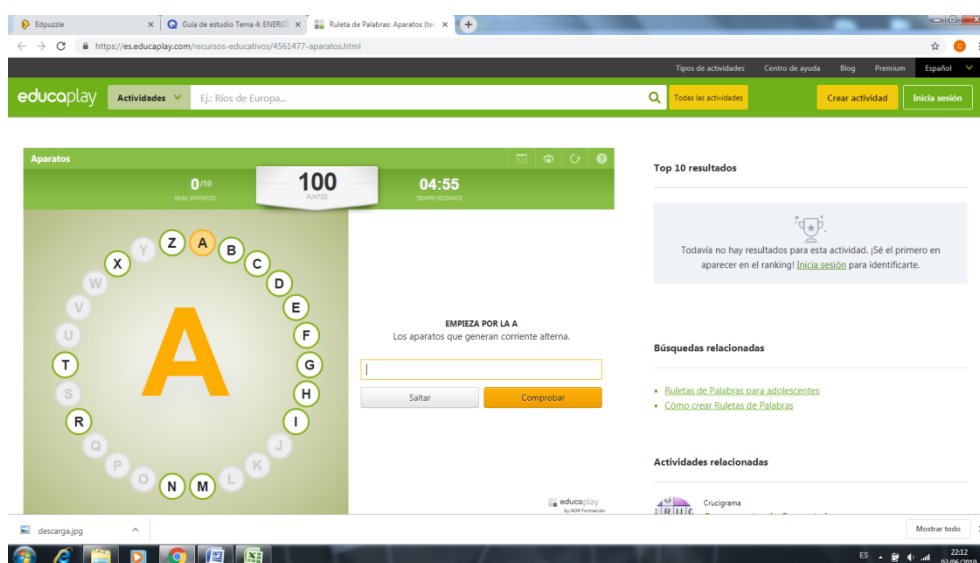 Edpuzzle
Guía de estudio Tema 4: ENERGÍ
Ruleta de Palabras: Aparatos (tec
https://es.educaplay.com/recursos-educativos/4561477-aparatos.html
Tipos de actividades Centro de ayuda Blog Premium Español
educaplay Actividades Ej.: Ríos de Europa... Todas las actividades Crear actividad Inicia sesión
Aparatos
0/10 100 04:55
NUM. INTENTOS PUNTOS TIEMPO RESTANTE
A
A B C D E F G H I J K L M N O P Q R S T U V W X Y Z
EMPIEZA POR LA A
Los aparatos que generan corriente alterna.
Saltar Comprobar
educaplay
by ADR Formación
Top 10 resultados
Todavía no hay resultados para esta actividad. ¡Sé el primero en
aparecer en el ranking! Inicia sesión para identificarte.
Búsquedas relacionadas
Ruletas de Palabras para adolescentes
Cómo crear Ruletas de Palabras
Actividades relacionadas
Crucigrama
descarga.jpg Mostrar todo
ES 22:12